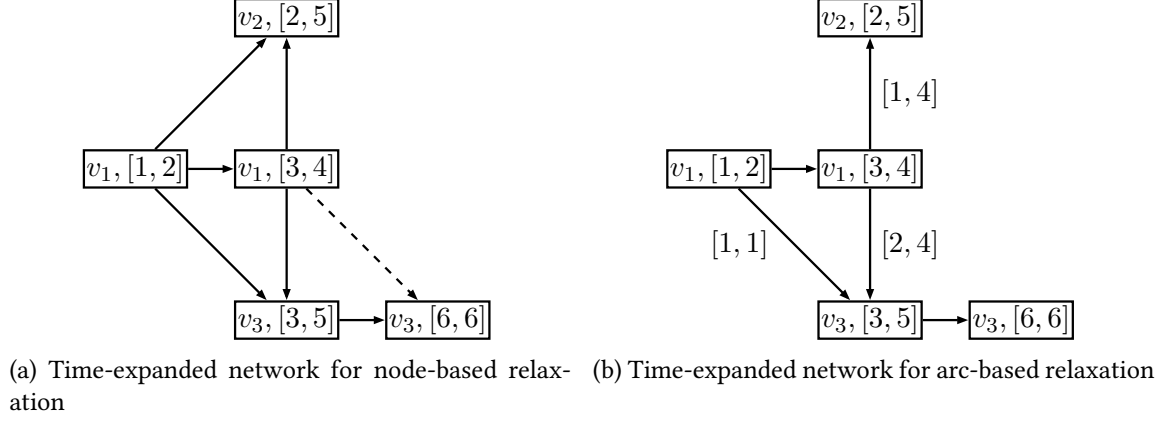 v₂, [2, 5]
v₁, [1, 2]
v₁, [3, 4]
v₃, [3, 5]
v₃, [6, 6]
(a) Time-expanded network for node-based relax-
ation
v₂, [2, 5]
[1, 4]
v₁, [1, 2]
v₁, [3, 4]
[1, 1]
[2, 4]
v₃, [3, 5]
v₃, [6, 6]
(b) Time-expanded network for arc-based relaxation